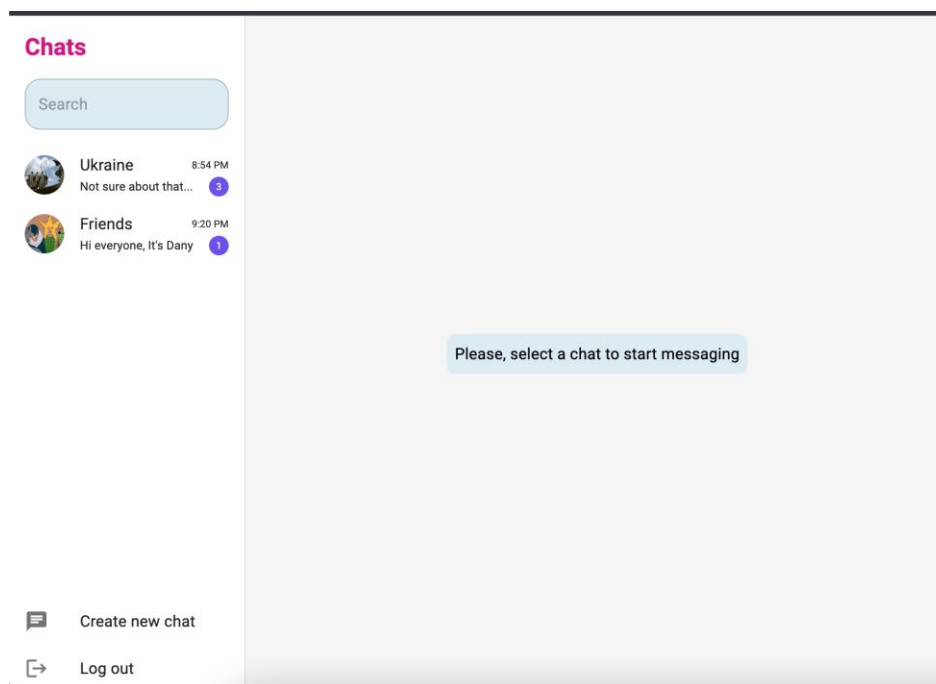 Chats
Search
Ukraine 8:54 PM
Not sure about that... 3
Friends 9:20 PM
Hi everyone, It's Dany 1
Please, select a chat to start messaging
Create new chat
Log out